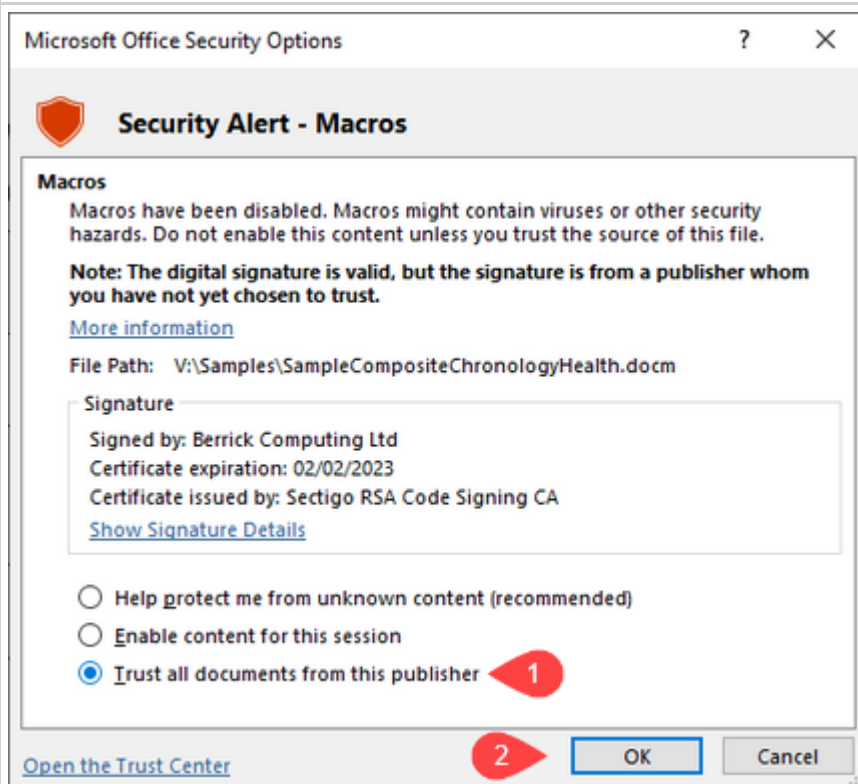 Microsoft Office Security Options ? ×
Security Alert - Macros
Macros
Macros have been disabled. Macros might contain viruses or other security
hazards. Do not enable this content unless you trust the source of this file.
Note: The digital signature is valid, but the signature is from a publisher whom
you have not yet chosen to trust.
More information
File Path: V:\Samples\SampleCompositeChronologyHealth.docm
Signature
Signed by: Berrick Computing Ltd
Certificate expiration: 02/02/2023
Certificate issued by: Sectigo RSA Code Signing CA
Show Signature Details
Help protect me from unknown content (recommended)
Enable content for this session
Trust all documents from this publisher 1
Open the Trust Center 2 OK Cancel